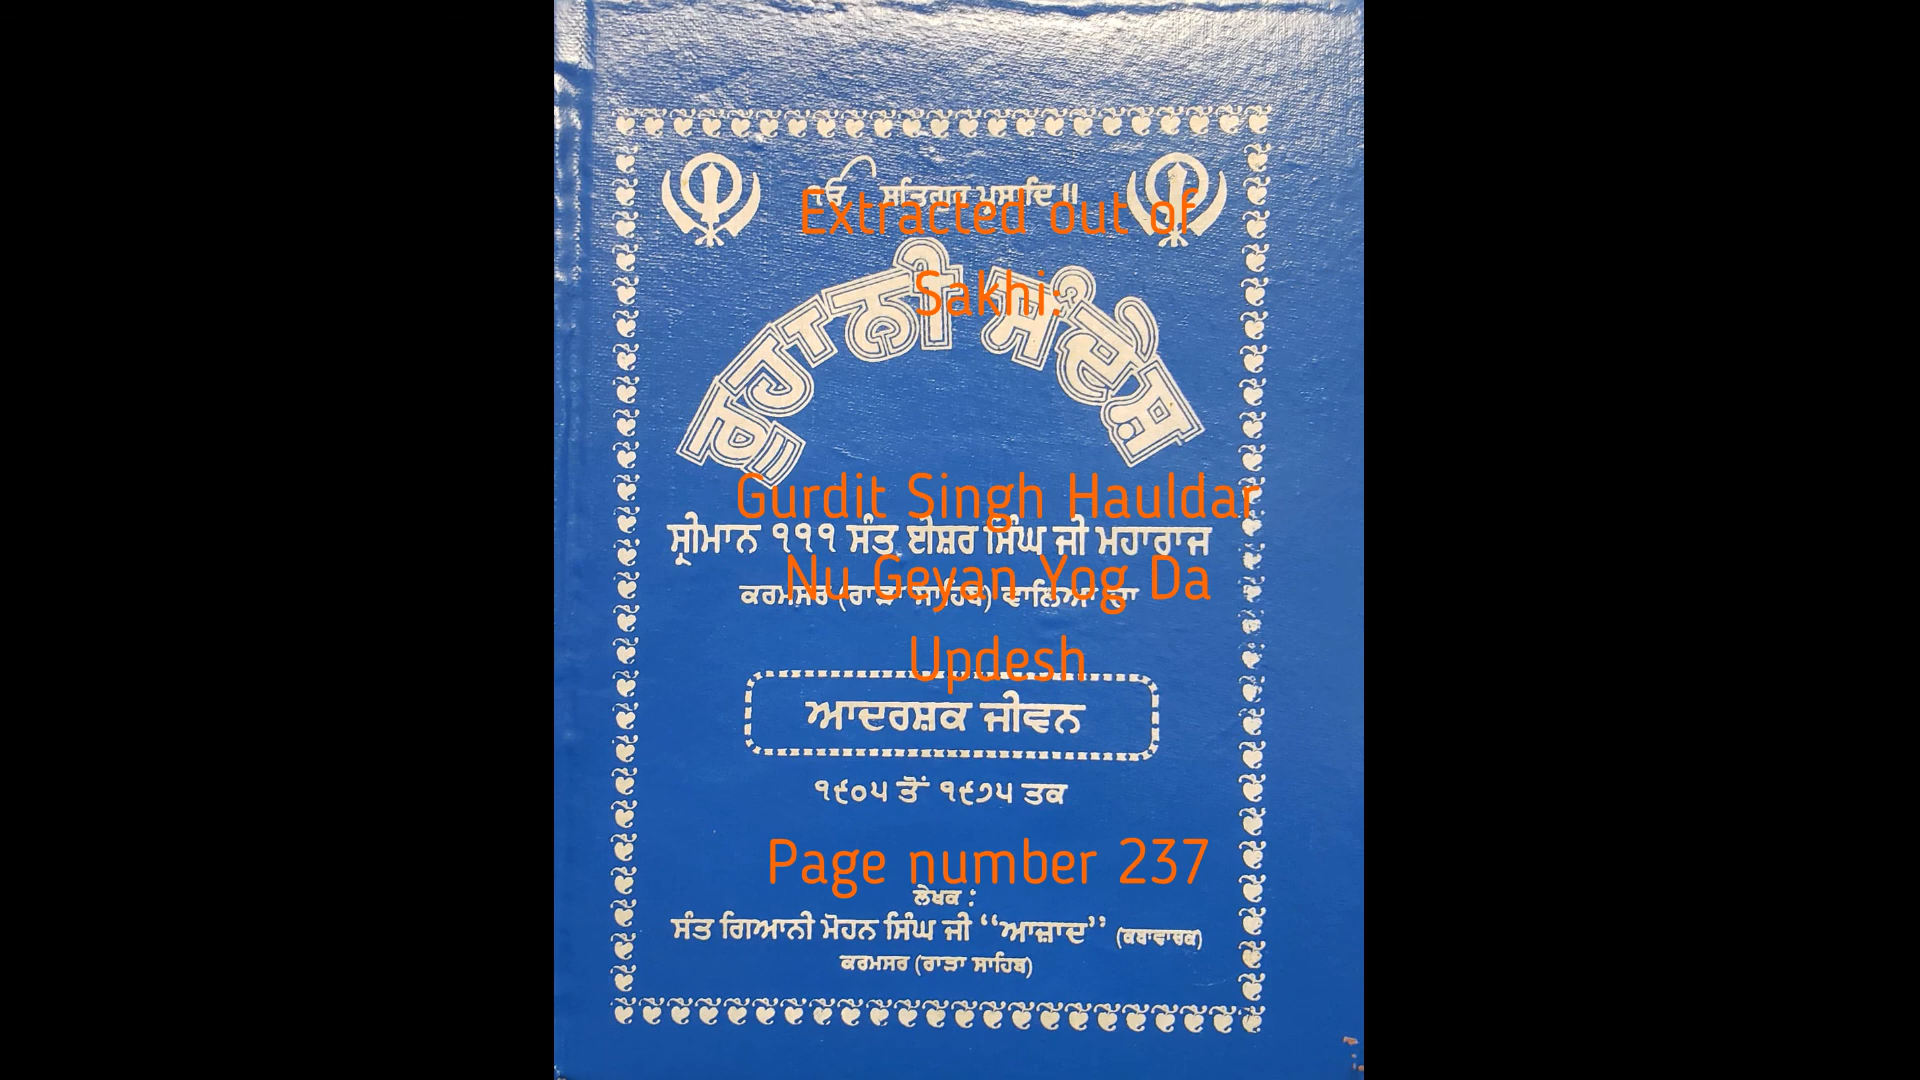 ੴ ਸਤਿਗੁਰ ਪ੍ਰਸਾਦਿ ॥
Extracted out of
Sakhi:
ਰੂਹਾਨੀ ਸੰਦੇਸ਼
Gurdit Singh Hauldar
ਸ੍ਰੀਮਾਨ ੧੧੧ ਸੰਤ ਈਸ਼ਰ ਸਿੰਘ ਜੀ ਮਹਾਰਾਜ
Nu Geyan Yog Da
ਕਰਮਸਰ (ਰਾੜਾ ਸਾਹਿਬ) ਵਾਲਿਆਂ ਦਾ
Updesh
ਆਦਰਸ਼ਕ ਜੀਵਨ
੧੯੦੫ ਤੋਂ ੧੯੭੫ ਤਕ
Page number 237
ਲੇਖਕ :
ਸੰਤ ਗਿਆਨੀ ਮੋਹਨ ਸਿੰਘ ਜੀ “ਆਜ਼ਾਦ” (ਕਥਾਵਾਚਕ)
ਕਰਮਸਰ (ਰਾੜਾ ਸਾਹਿਬ)